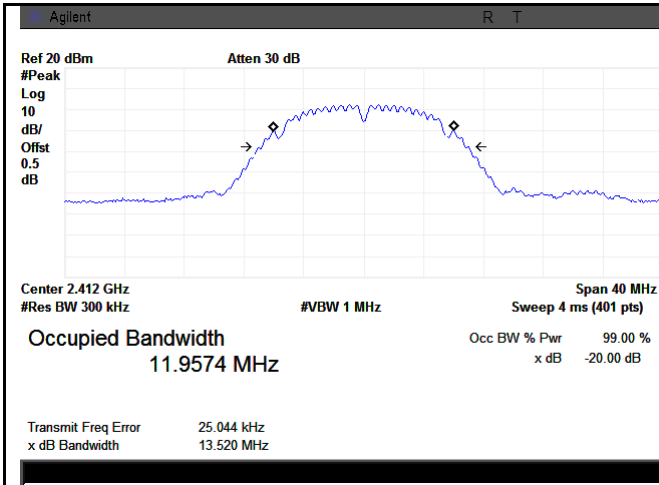 Agilent R T
Ref 20 dBm Atten 30 dB
#Peak
Log
10
dB/
Offst
0.5
dB
Center 2.412 GHz Span 40 MHz
#Res BW 300 kHz #VBW 1 MHz Sweep 4 ms (401 pts)
Occupied Bandwidth Occ BW % Pwr 99.00 %
11.9574 MHz x dB -20.00 dB
Transmit Freq Error 25.044 kHz
x dB Bandwidth 13.520 MHz